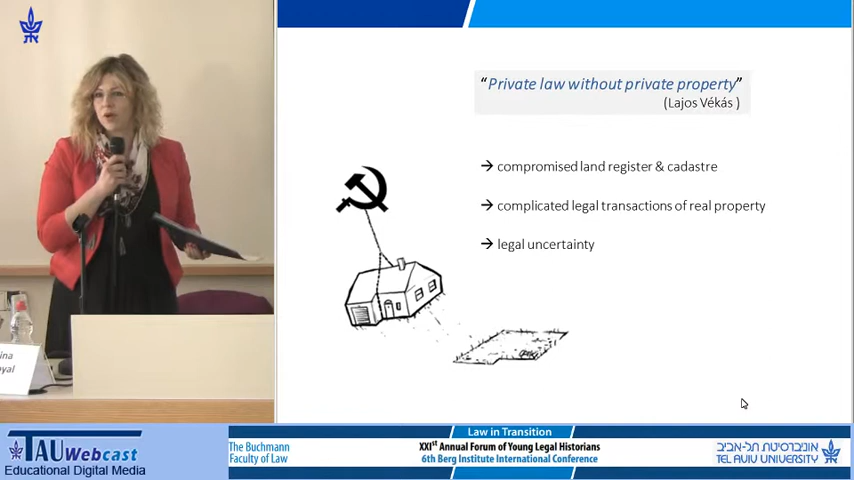 “Private law without private property”
(Lajos Vékás )
→ compromised land register & cadastre
→ complicated legal transactions of real property
→ legal uncertainty
ina
yal
TAU Webcast
Educational Digital Media
The Buchmann
Faculty of Law
Law in Transition
XXIst Annual Forum of Young Legal Historians
6th Berg Institute International Conference
אוניברסיטת תל-אביב
TEL AVIV UNIVERSITY